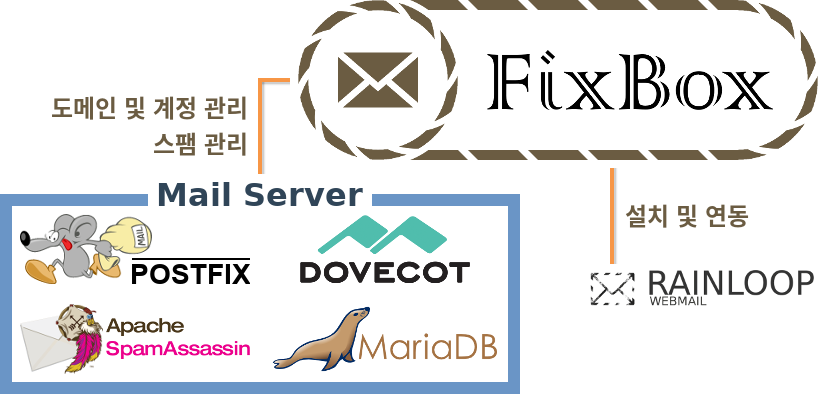 FixBox
도메인 및 계정 관리
스팸 관리
Mail Server
설치 및 연동
MAIL
POSTFIX
DOVECOT
RAINLOOP
WEBMAIL
Apache
SpamAssassin
MariaDB